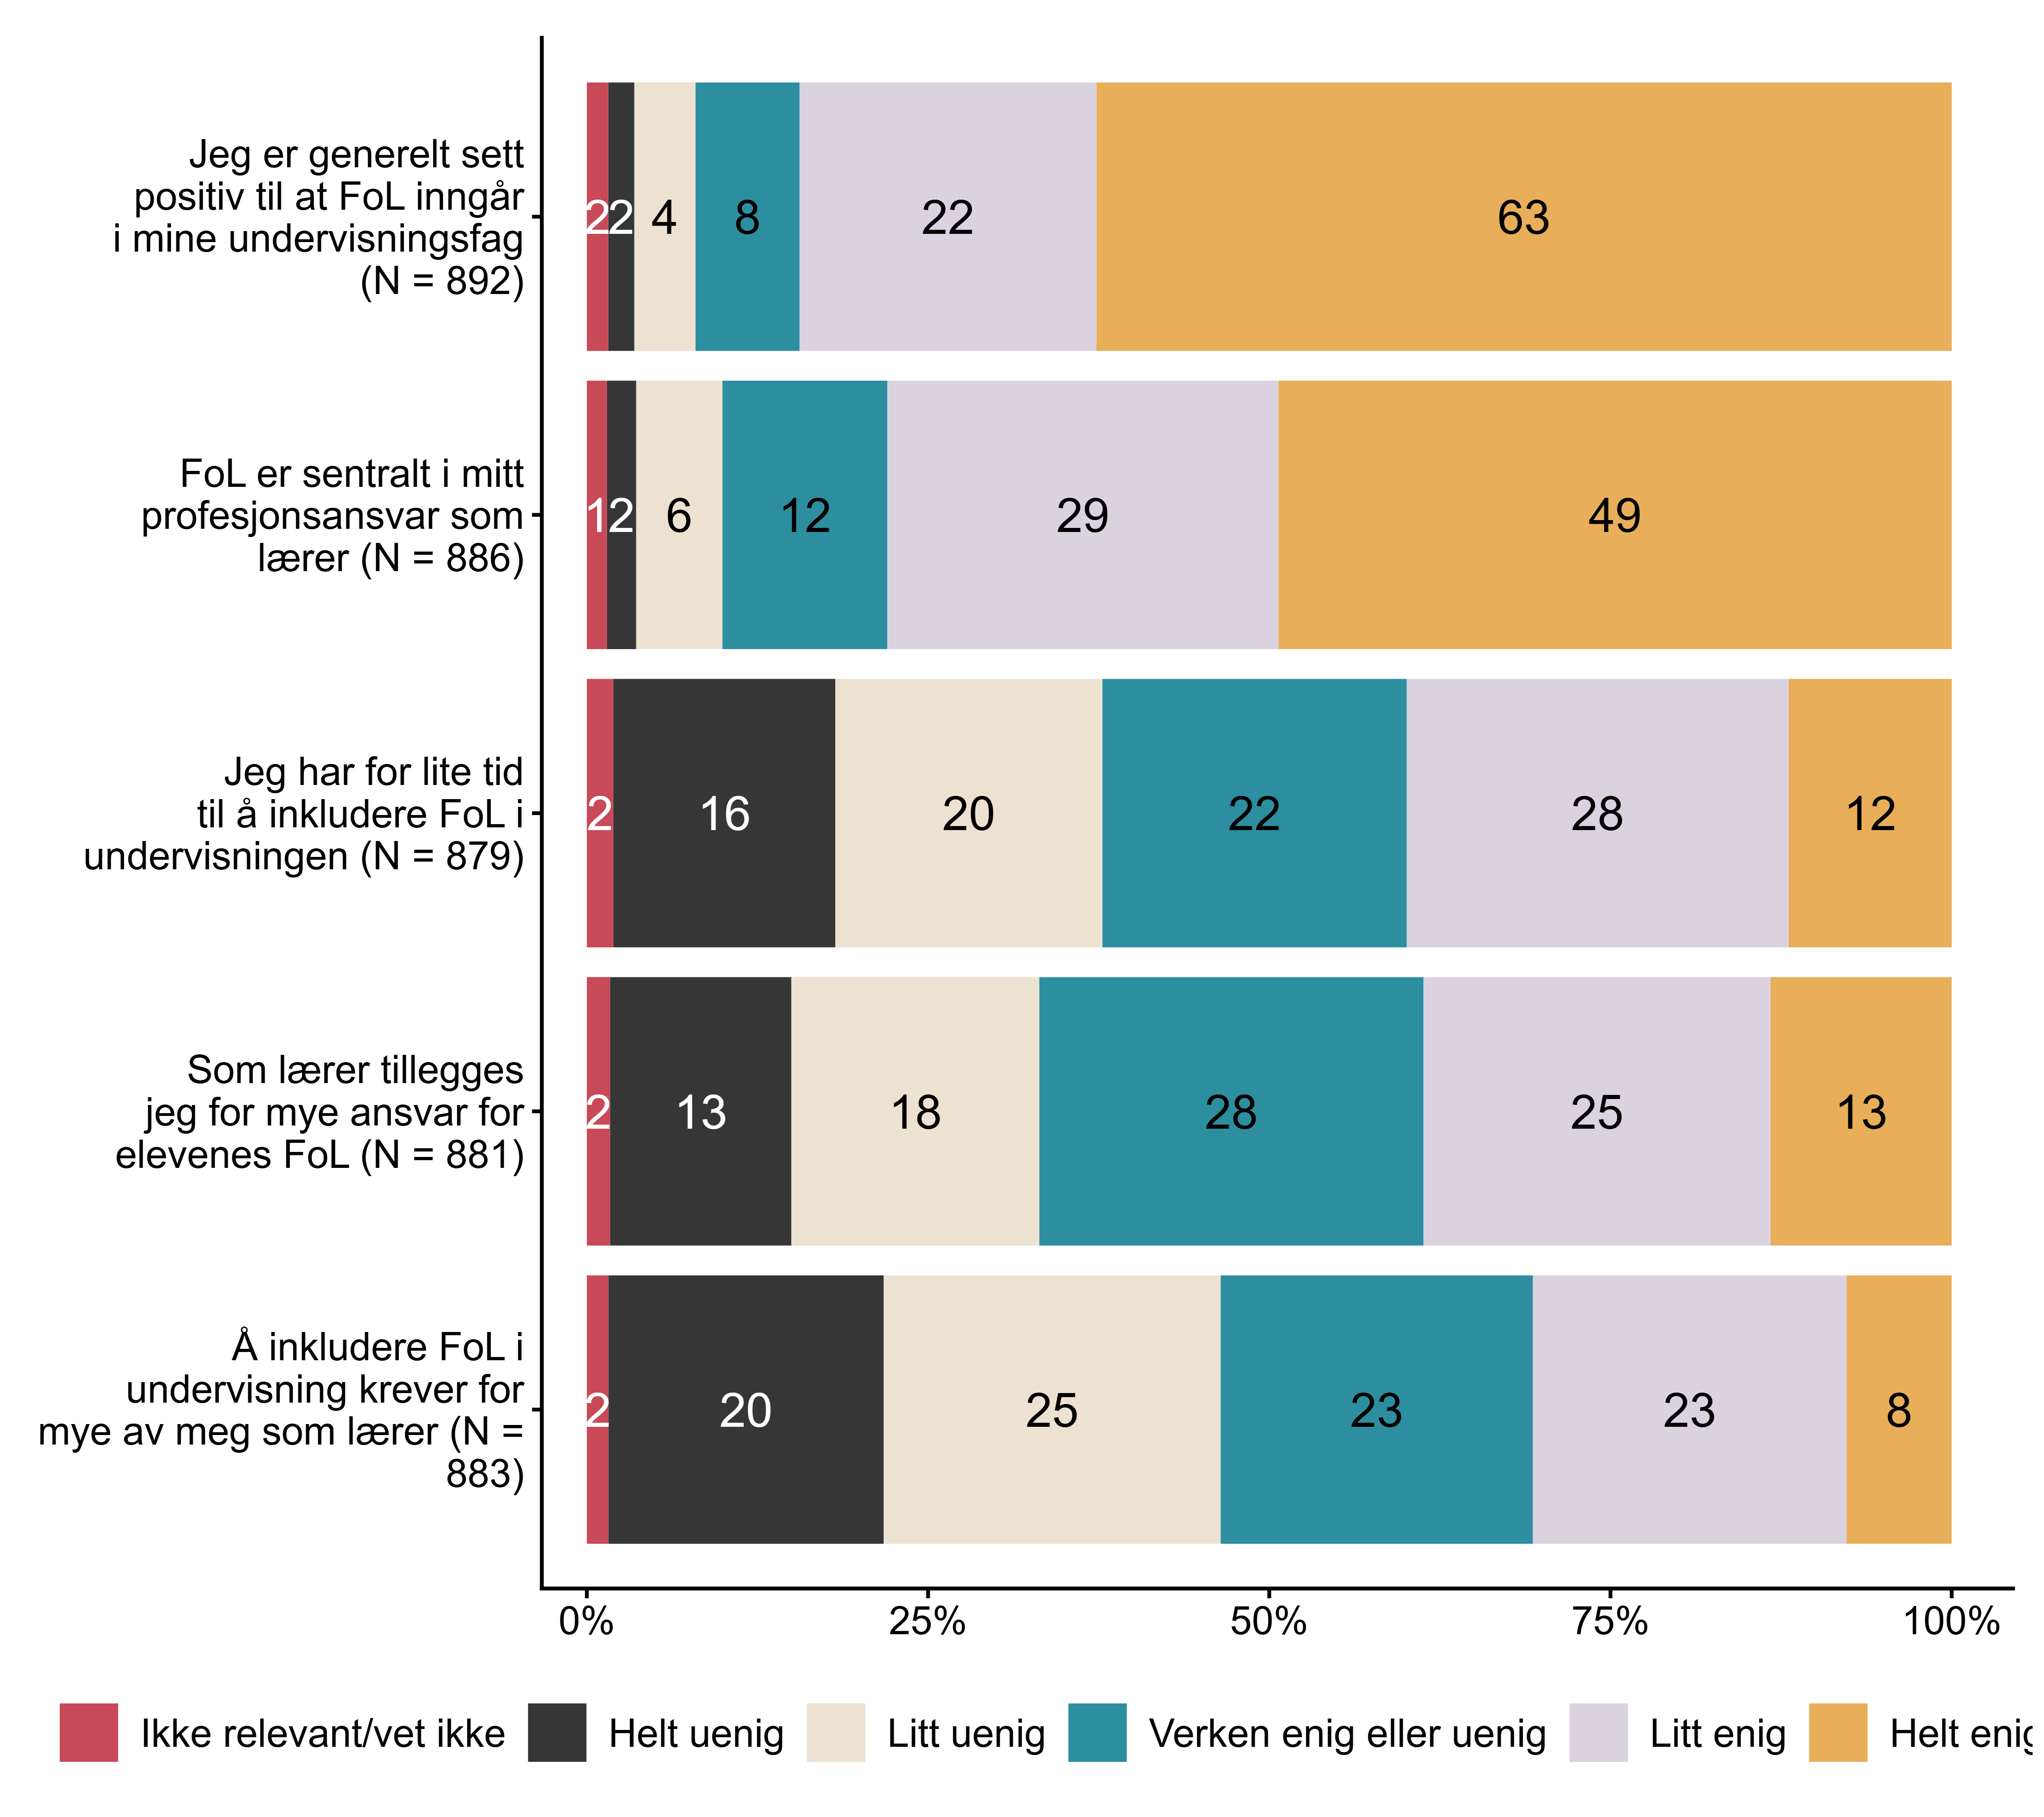 Jeg er generelt sett
positiv til at FoL inngår
i mine undervisningsfag
(N = 892)
2 2 4 8 22 63
FoL er sentralt i mitt
profesjonsansvar som
lærer (N = 886)
1 2 6 12 29 49
Jeg har for lite tid
til å inkludere FoL i
undervisningen (N = 879)
2 16 20 22 28 12
Som lærer tillegges
jeg for mye ansvar for
elevenes FoL (N = 881)
2 13 18 28 25 13
Å inkludere FoL i
undervisning krever for
mye av meg som lærer (N =
883)
2 20 25 23 23 8
0% 25% 50% 75% 100%
Ikke relevant/vet ikke Helt uenig Litt uenig Verken enig eller uenig Litt enig Helt enig